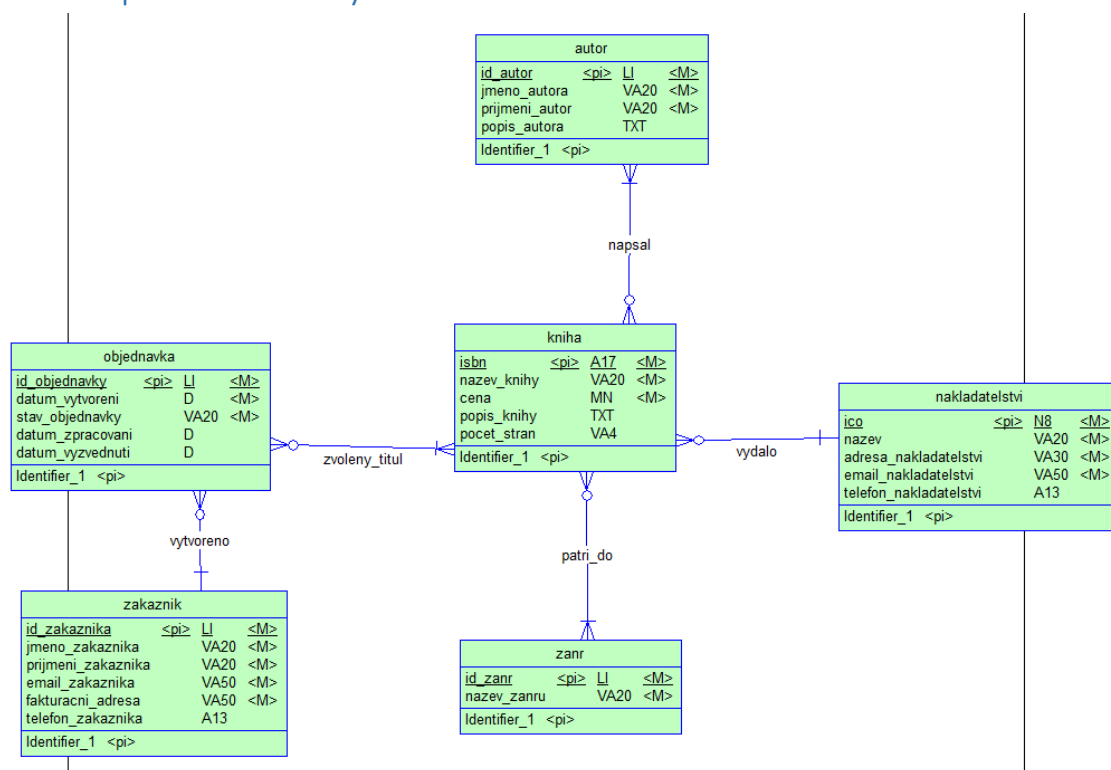 autor
id_autor <pi> LI <M>
jmeno_autora VA20 <M>
prijmeni_autor VA20 <M>
popis_autora TXT
Identifier_1 <pi>
napsal
kniha
isbn <pi> A17 <M>
nazev_knihy VA20 <M>
cena MN <M>
popis_knihy TXT
pocet_stran VA4
Identifier_1 <pi>
objednavka
id_objednavky <pi> LI <M>
datum_vytvoreni D <M>
stav_objednavky VA20 <M>
datum_zpracovani D
datum_vyzvednuti D
Identifier_1 <pi>
zvoleny_titul
vydalo
nakladatelstvi
ico <pi> N8 <M>
nazev VA20 <M>
adresa_nakladatelstvi VA30 <M>
email_nakladatelstvi VA50 <M>
telefon_nakladatelstvi A13
Identifier_1 <pi>
vytvoreno
patri_do
zakaznik
id_zakaznika <pi> LI <M>
jmeno_zakaznika VA20 <M>
prijmeni_zakaznika VA20 <M>
email_zakaznika VA50 <M>
fakturacni_adresa VA50 <M>
telefon_zakaznika A13
Identifier_1 <pi>
zanr
id_zanr <pi> LI <M>
nazev_zanru VA20 <M>
Identifier_1 <pi>